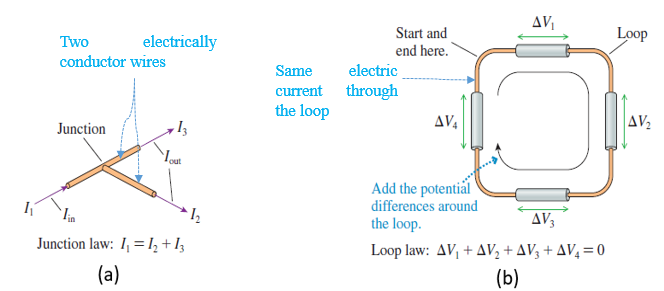 Two electrically
conductor wires
Junction
I₃
I_out
I₁
I_in
I₂
Junction law: I₁ = I₂ + I₃
(a)
Start and
end here.
ΔV₁
Loop
Same electric
current through
the loop
ΔV₄
ΔV₂
Add the potential
differences around
the loop.
ΔV₃
Loop law: ΔV₁ + ΔV₂ + ΔV₃ + ΔV₄ = 0
(b)